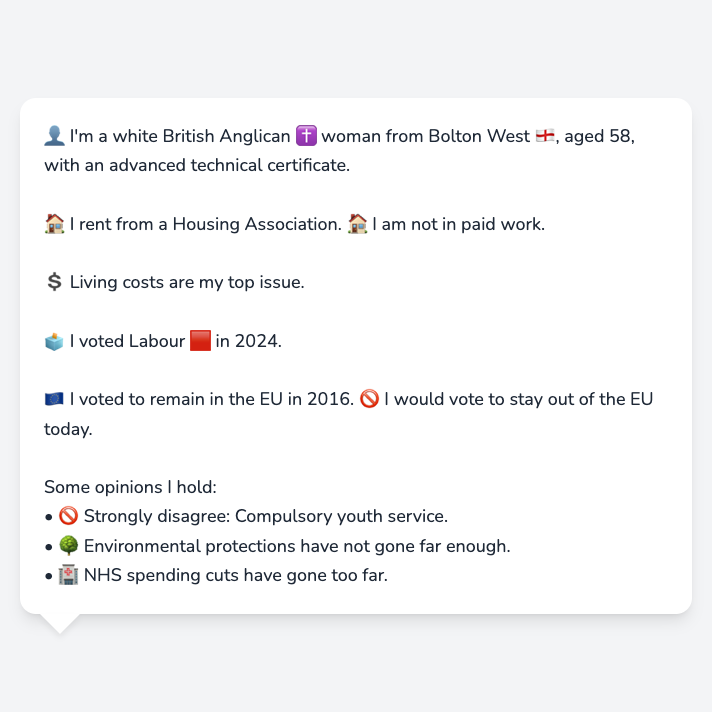 👤 I'm a white British Anglican ✝️ woman from Bolton West 🏴󠁧󠁢󠁥󠁮󠁧󠁿, aged 58,
with an advanced technical certificate.
🏠 I rent from a Housing Association. 🏠 I am not in paid work.
💲 Living costs are my top issue.
🗳️ I voted Labour 🟥 in 2024.
🇪🇺 I voted to remain in the EU in 2016. 🚫 I would vote to stay out of the EU
today.
Some opinions I hold:
• 🚫 Strongly disagree: Compulsory youth service.
• 🌳 Environmental protections have not gone far enough.
• 🏥 NHS spending cuts have gone too far.